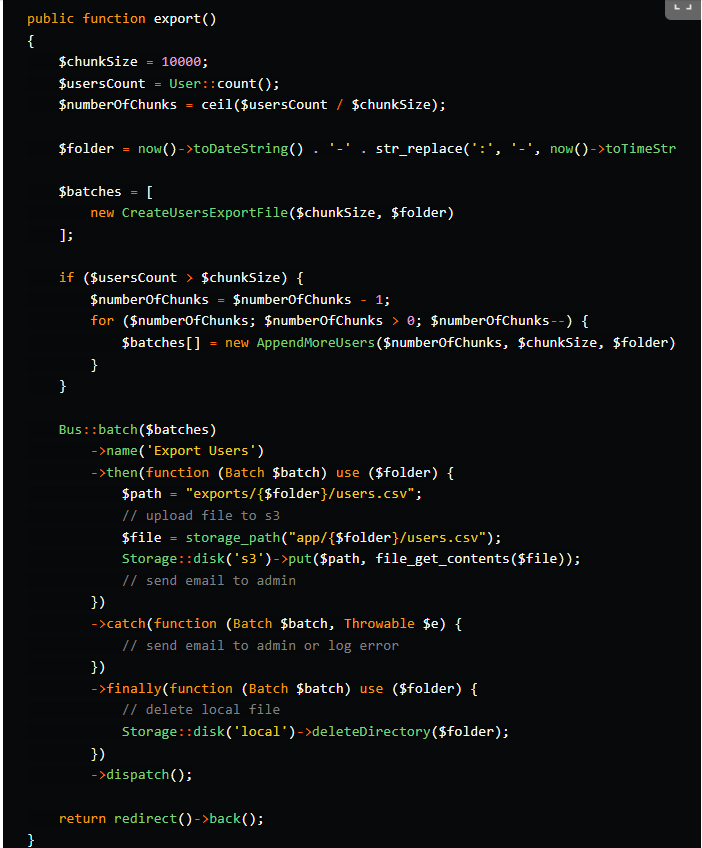 public function export()
{
    $chunkSize = 10000;
    $usersCount = User::count();
    $numberOfChunks = ceil($usersCount / $chunkSize);

    $folder = now()->toDateString() . '-' . str_replace(':', '-', now()->toTimeStr

    $batches = [
        new CreateUsersExportFile($chunkSize, $folder)
    ];

    if ($usersCount > $chunkSize) {
        $numberOfChunks = $numberOfChunks - 1;
        for ($numberOfChunks; $numberOfChunks > 0; $numberOfChunks--) {
            $batches[] = new AppendMoreUsers($numberOfChunks, $chunkSize, $folder)
        }
    }

    Bus::batch($batches)
        ->name('Export Users')
        ->then(function (Batch $batch) use ($folder) {
            $path = "exports/{$folder}/users.csv";
            // upload file to s3
            $file = storage_path("app/{$folder}/users.csv");
            Storage::disk('s3')->put($path, file_get_contents($file));
            // send email to admin
        })
        ->catch(function (Batch $batch, Throwable $e) {
            // send email to admin or log error
        })
        ->finally(function (Batch $batch) use ($folder) {
            // delete local file
            Storage::disk('local')->deleteDirectory($folder);
        })
        ->dispatch();

    return redirect()->back();
}